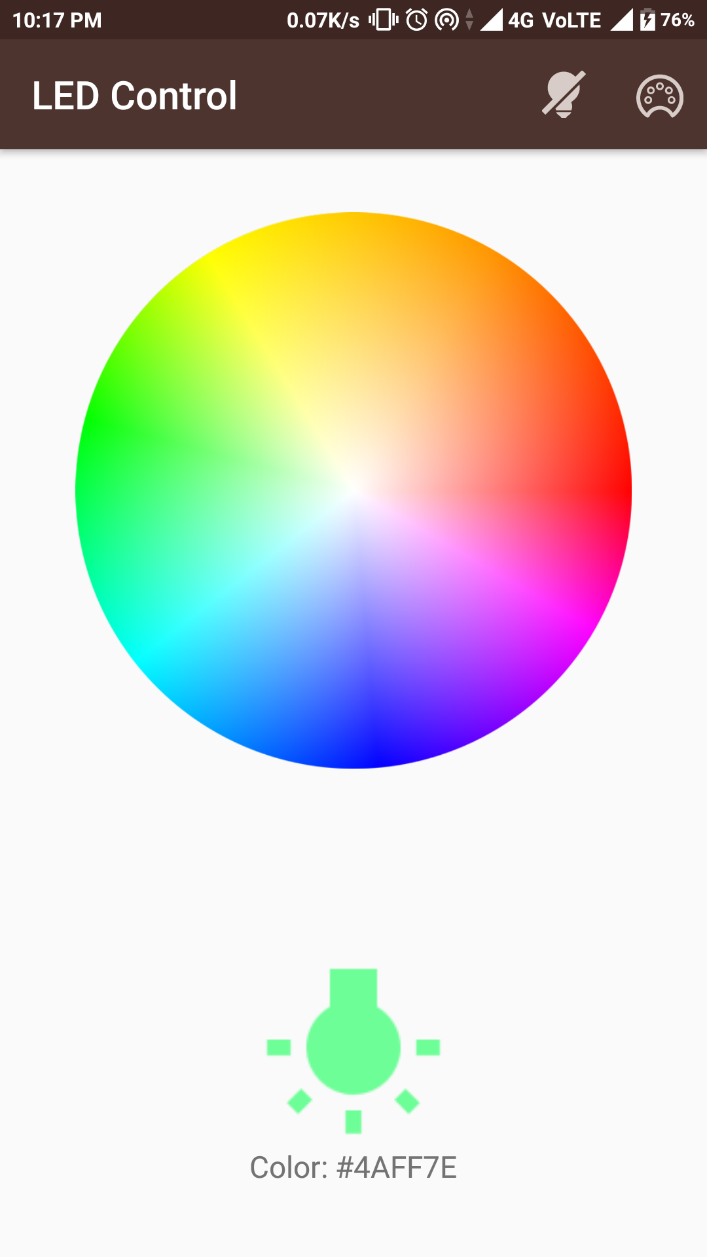 10:17 PM 0.07K/s 4G VoLTE 76%
LED Control
Color: #4AFF7E